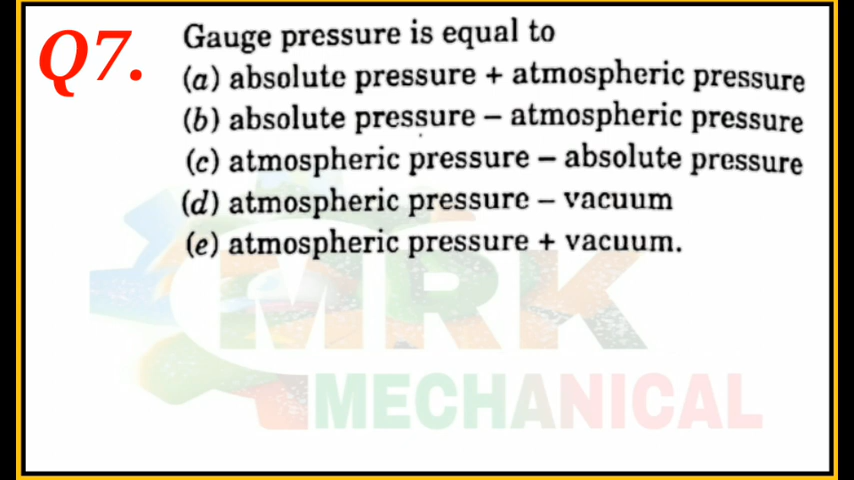 Q7.
Gauge pressure is equal to
(a) absolute pressure + atmospheric pressure
(b) absolute pressure – atmospheric pressure
(c) atmospheric pressure – absolute pressure
(d) atmospheric pressure – vacuum
(e) atmospheric pressure + vacuum.
MRK
MECHANICAL